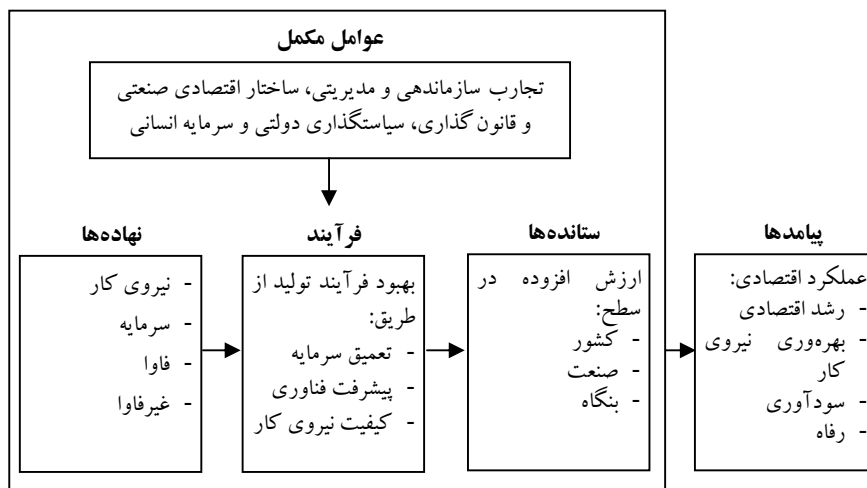 عوامل مکمل
تجارب سازماندهی و مدیریتی، ساختار اقتصادی صنعتی
و قانون گذاری، سیاستگذاری دولتی و سرمایه انسانی
نهاده‌ها
- نیروی کار
- سرمایه
- فاوا
- غیرفاوا
فرآیند
بهبود فرآیند تولید از
طریق:
- تعمیق سرمایه
- پیشرفت فناوری
- کیفیت نیروی کار
ستانده‌ها
ارزش افزوده در
سطح:
- کشور
- صنعت
- بنگاه
پیامدها
عملکرد اقتصادی:
- رشد اقتصادی
- بهره‌وری نیروی
کار
- سودآوری
- رفاه